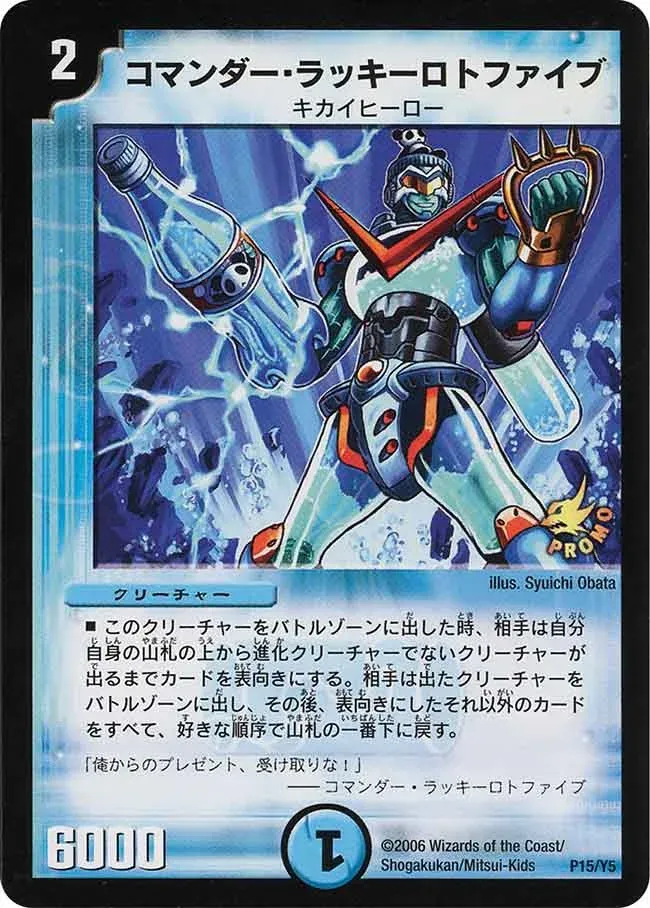 2
コマンダー・ラッキーロトファイブ
キカイヒーロー
PROMO
illus. Syuichi Obata
クリーチャー
■ このクリーチャーをバトルゾーンに出した時、相手は自分
自身の山札の上から進化クリーチャーでないクリーチャーが
出るまでカードを表向きにする。相手は出たクリーチャーを
バトルゾーンに出し、その後、表向きにしたそれ以外のカード
をすべて、好きな順序で山札の一番下に戻す。
「俺からのプレゼント、受け取りな!」
── コマンダー・ラッキーロトファイブ
6000
1
©2006 Wizards of the Coast/
Shogakukan/Mitsui-Kids
P15/Y5